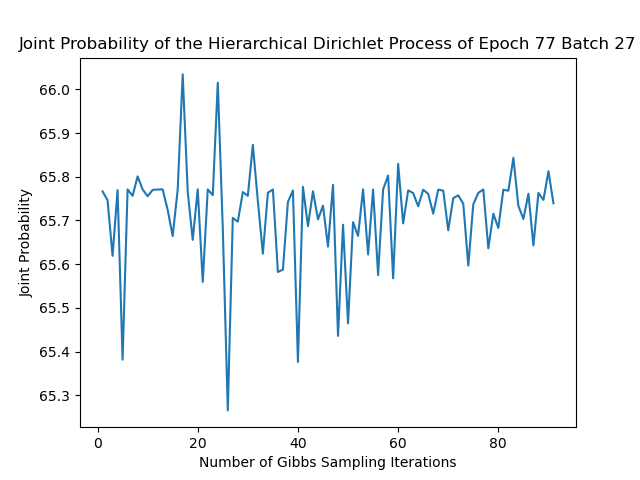 Joint Probability of the Hierarchical Dirichlet Process of Epoch 77 Batch 27
66.0
65.9
65.8
65.7
65.6
65.5
65.4
65.3
Joint Probability
0 20 40 60 80
Number of Gibbs Sampling Iterations